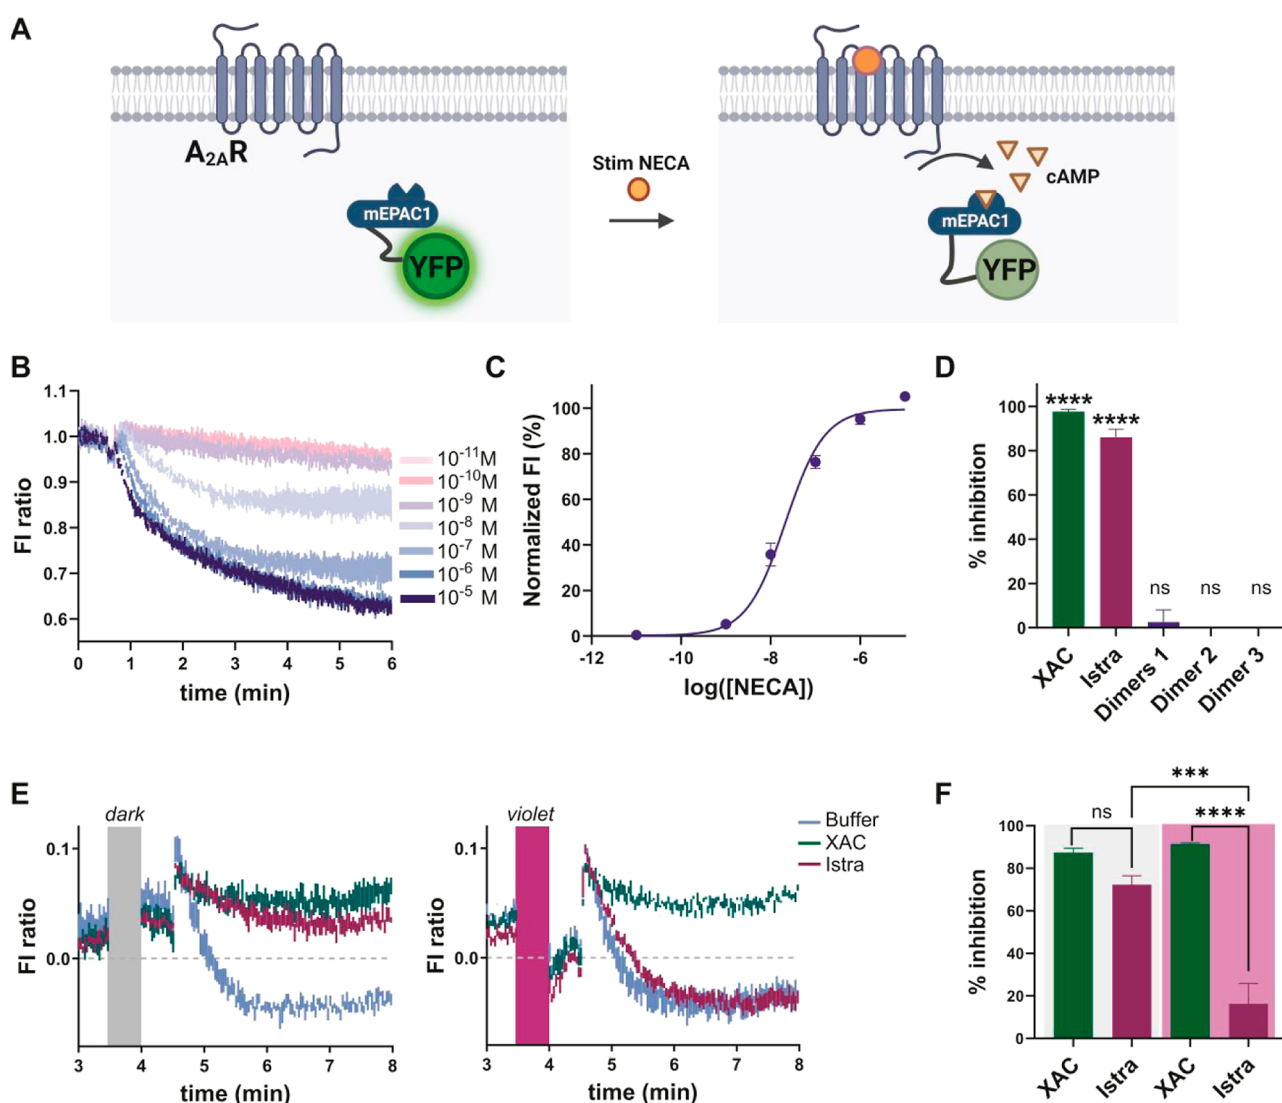 A
A2AR
mEPAC1
YFP
Stim NECA
cAMP
mEPAC1
YFP
B
FI ratio
1.1
1.0
0.9
0.8
0.7
0.6
0 1 2 3 4 5 6
time (min)
10-11M
10-10M
10-9 M
10-8 M
10-7 M
10-6 M
10-5 M
C
Normalized FI (%)
100
80
60
40
20
0
-12 -10 -8 -6
log([NECA])
D
% inhibition
100
80
60
40
20
0
**** **** ns ns ns
XAC Istra Dimers 1 Dimer 2 Dimer 3
E
dark
FI ratio
0.1
0.0
3 4 5 6 7 8
time (min)
violet
FI ratio
0.1
0.0
3 4 5 6 7 8
time (min)
Buffer
XAC
Istra
F
% inhibition
100
80
60
40
20
0
***
ns ****
XAC Istra XAC Istra